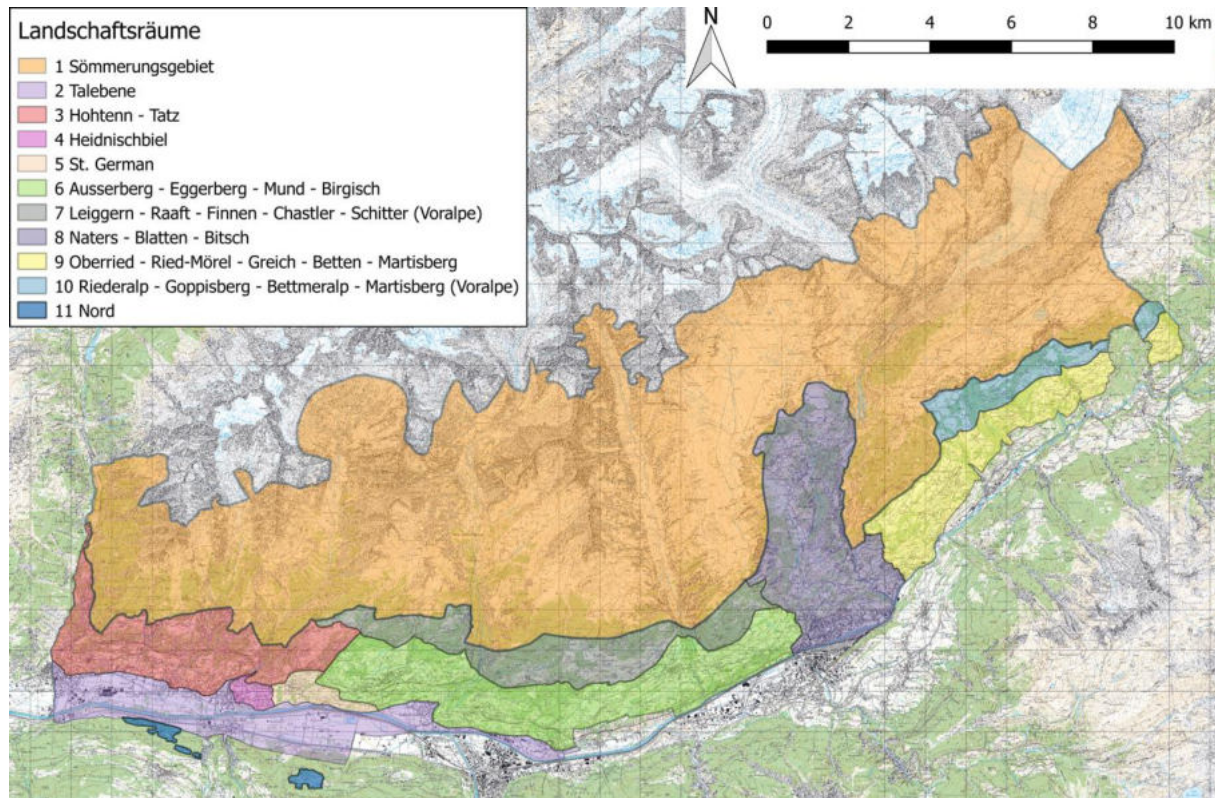 Landschaftsräume
1 Sömmerungsgebiet
2 Talebene
3 Hohtenn - Tatz
4 Heidnischbiel
5 St. German
6 Ausserberg - Eggerberg - Mund - Birgisch
7 Leiggern - Raaft - Finnen - Chastler - Schitter (Voralpe)
8 Naters - Blatten - Bitsch
9 Oberried - Ried-Mörel - Greich - Betten - Martisberg
10 Riederalp - Goppisberg - Bettmeralp - Martisberg (Voralpe)
11 Nord
N
0 2 4 6 8 10 km